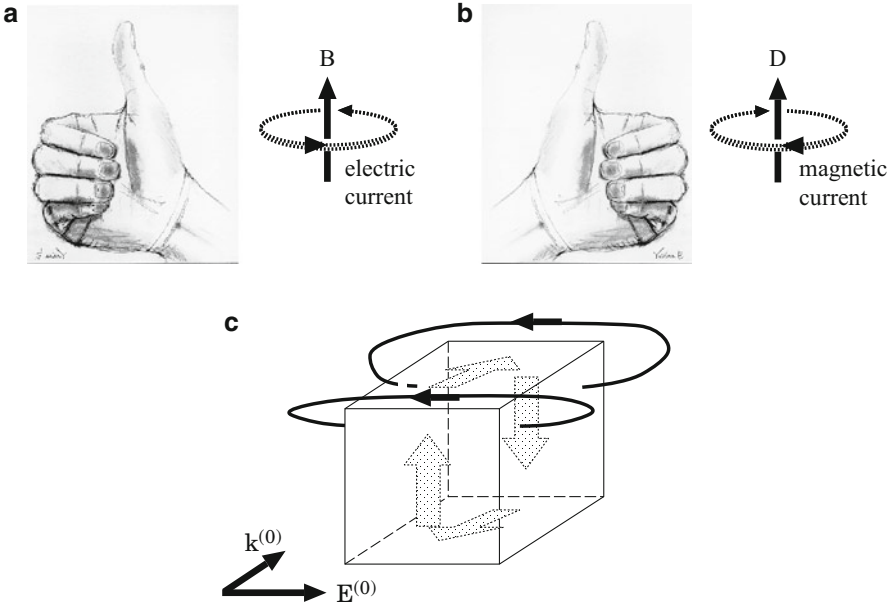 a
B
electric
current
b
D
magnetic
current
c
k(0)
E(0)